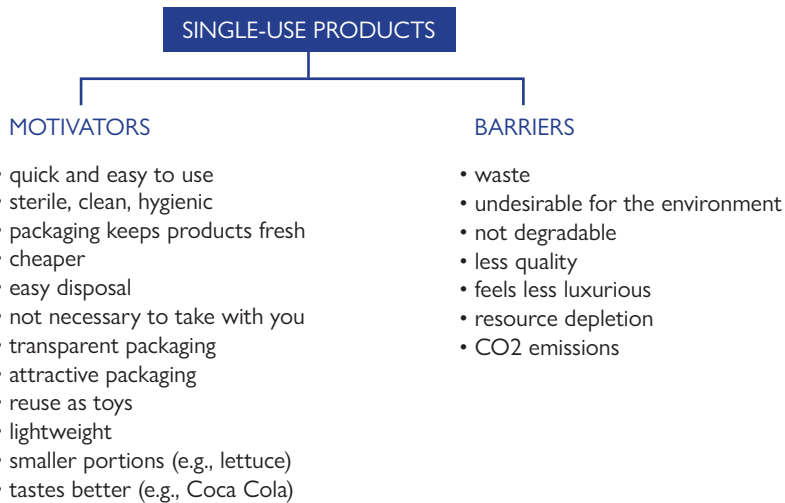 SINGLE-USE PRODUCTS
MOTIVATORS
• quick and easy to use
• sterile, clean, hygienic
• packaging keeps products fresh
• cheaper
• easy disposal
• not necessary to take with you
• transparent packaging
• attractive packaging
• reuse as toys
• lightweight
• smaller portions (e.g., lettuce)
• tastes better (e.g., Coca Cola)
BARRIERS
• waste
• undesirable for the environment
• not degradable
• less quality
• feels less luxurious
• resource depletion
• CO2 emissions